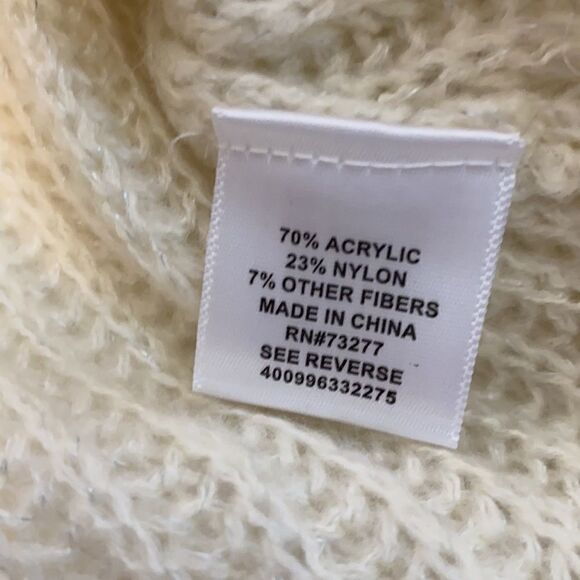 70% ACRYLIC
23% NYLON
7% OTHER FIBERS
MADE IN CHINA
RN#73277
SEE REVERSE
400996332275